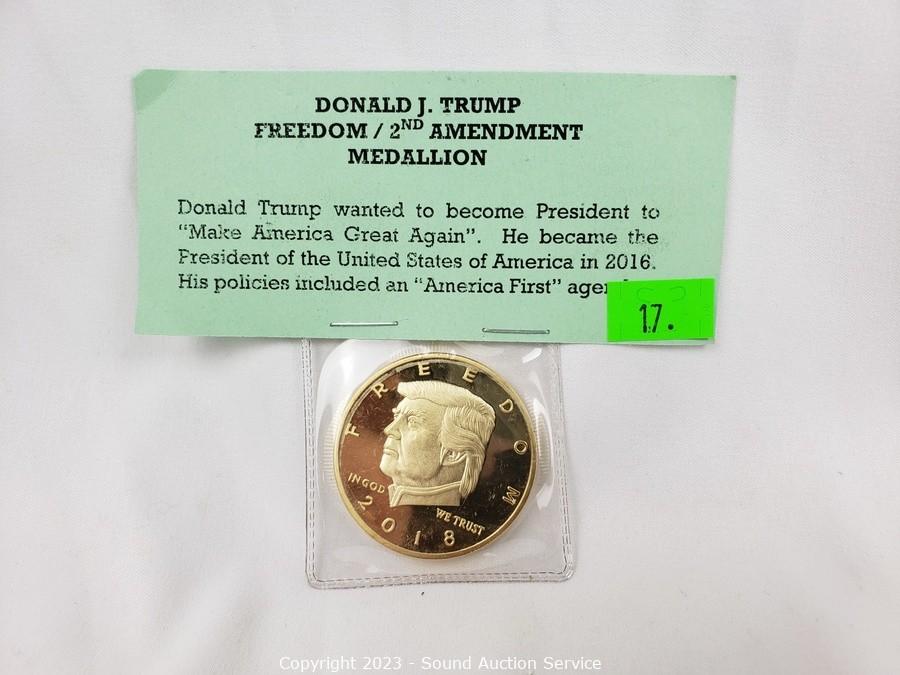 DONALD J. TRUMP
FREEDOM / 2ND AMENDMENT
MEDALLION
Donald Trump wanted to become President to
"Make America Great Again". He became the
President of the United States of America in 2016.
His policies included an "America First"
17.
FREEDOM
IN GOD
WE TRUST
2018
Copyright 2023 - Sound Auction Service